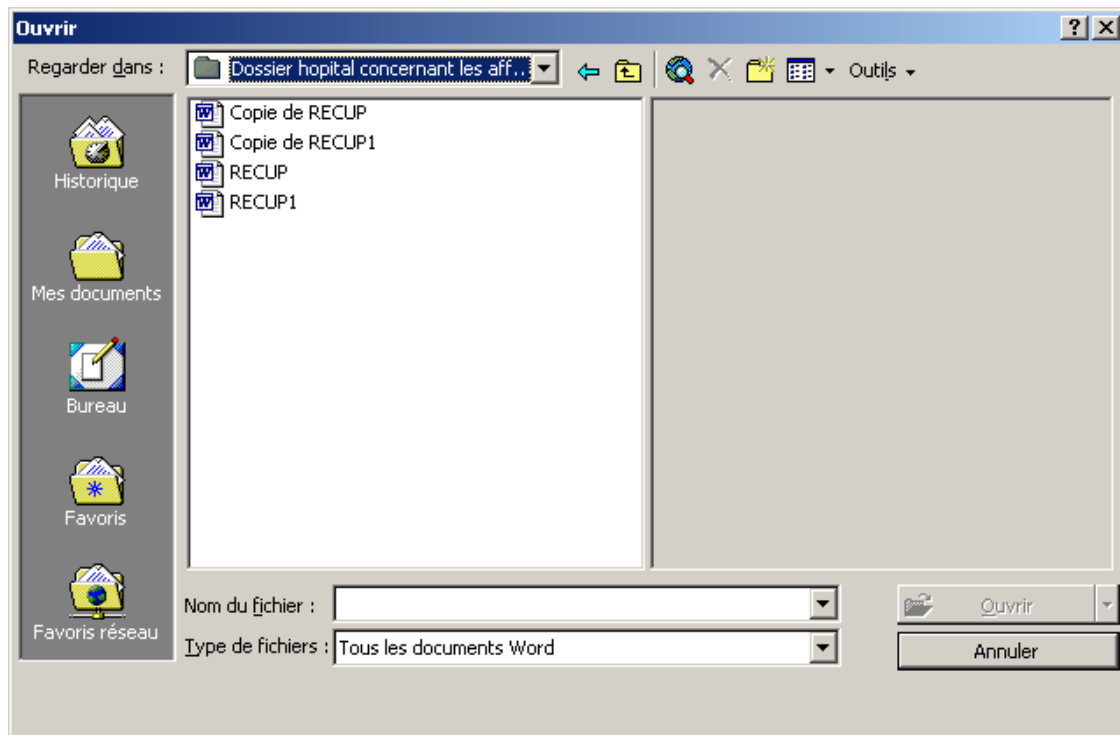 Ouvrir
Regarder dans :
Dossier hopital concernant les aff...
Outils
Copie de RECUP
Copie de RECUP1
RECUP
RECUP1
Historique
Mes documents
Bureau
Favoris
Favoris réseau
Nom du fichier :
Ouvrir
Type de fichiers :
Tous les documents Word
Annuler